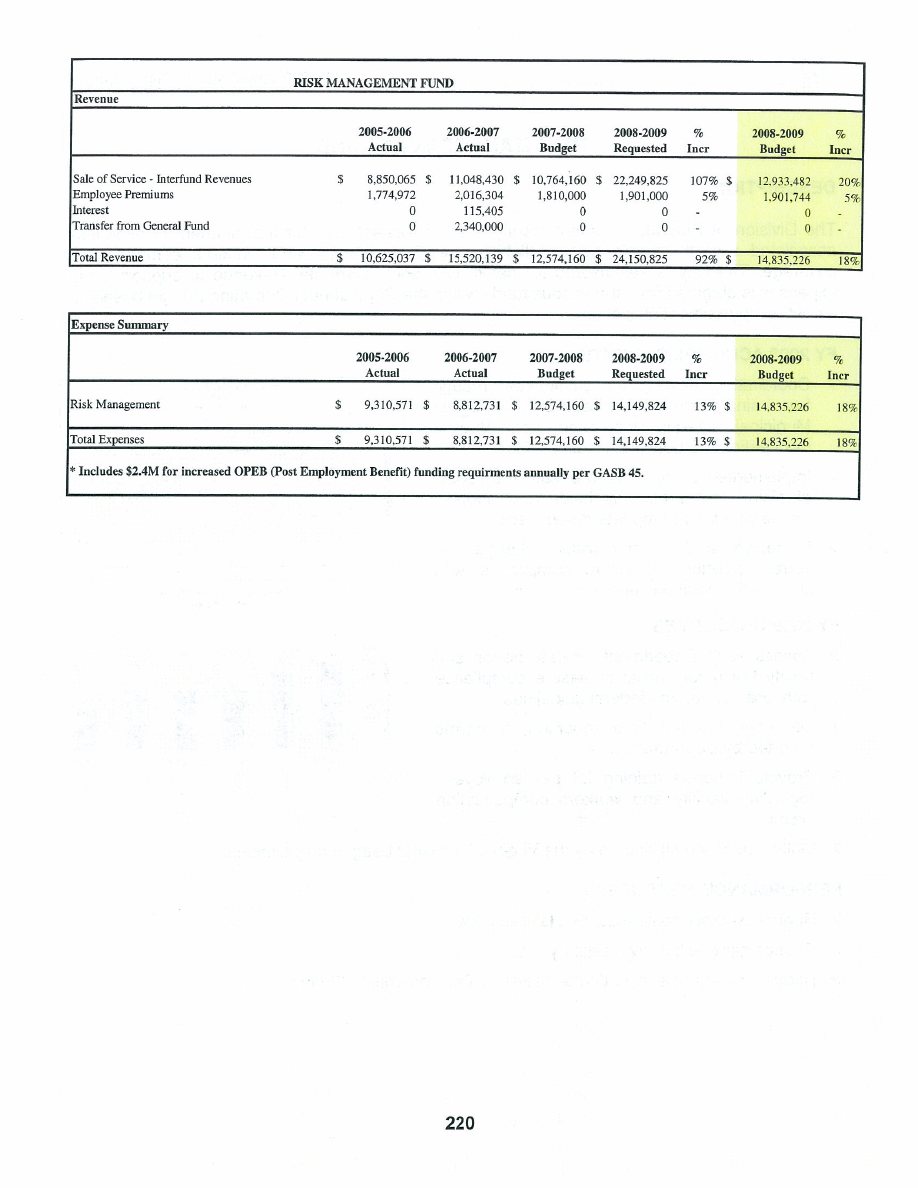 RISK MANAGEMENT FUND
Revenue
2005-2006 2006-2007 2007-2008 2008-2009 % 2008-2009 %
Actual Actual Budget Requested Incr Budget Incr
Sale of Service - Interfund Revenues $ 8,850,065 $ 11,048,430 $ 10,764,160 $ 22,249,825 107% $ 12,933,482 20%
Employee Premiums 1,774,972 2,016,304 1,810,000 1,901,000 5% 1,901,744 5%
Interest 0 115,405 0 0 - 0 -
Transfer from General Fund 0 2,340,000 0 0 - 0 -
Total Revenue $ 10,625,037 $ 15,520,139 $ 12,574,160 $ 24,150,825 92% $ 14,835,226 18%
Expense Summary
2005-2006 2006-2007 2007-2008 2008-2009 % 2008-2009 %
Actual Actual Budget Requested Incr Budget Incr
Risk Management $ 9,310,571 $ 8,812,731 $ 12,574,160 $ 14,149,824 13% $ 14,835,226 18%
Total Expenses $ 9,310,571 $ 8,812,731 $ 12,574,160 $ 14,149,824 13% $ 14,835,226 18%
* Includes $2.4M for increased OPEB (Post Employment Benefit) funding requirments annually per GASB 45.
220